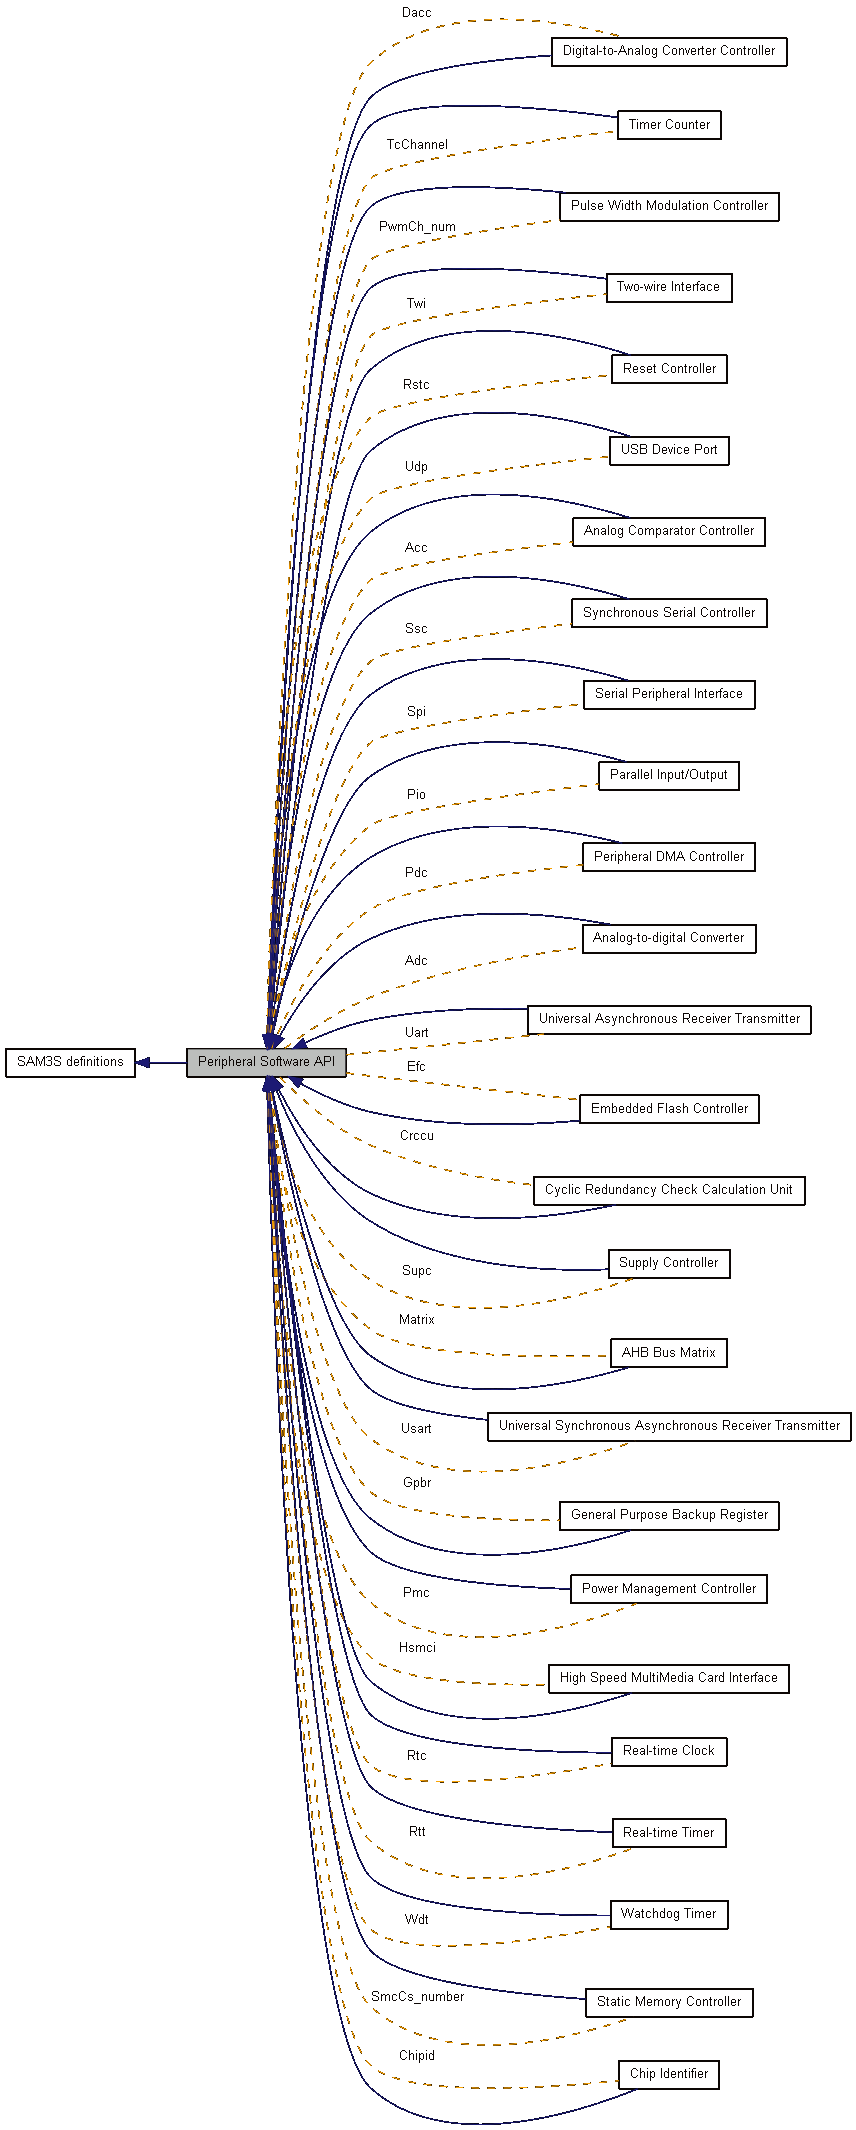 Dacc
Digital-to-Analog Converter Controller
Timer Counter
TcChannel
Pulse Width Modulation Controller
PwmCh_num
Two-wire Interface
Twi
Reset Controller
Rstc
USB Device Port
Udp
Analog Comparator Controller
Acc
Synchronous Serial Controller
Ssc
Serial Peripheral Interface
Spi
Parallel Input/Output
Pio
Peripheral DMA Controller
Pdc
Analog-to-digital Converter
Adc
Universal Asynchronous Receiver Transmitter
Uart
SAM3S definitions
Peripheral Software API
Efc
Embedded Flash Controller
Crccu
Cyclic Redundancy Check Calculation Unit
Supply Controller
Supc
Matrix
AHB Bus Matrix
Universal Synchronous Asynchronous Receiver Transmitter
Usart
Gpbr
General Purpose Backup Register
Power Management Controller
Pmc
Hsmci
High Speed MultiMedia Card Interface
Real-time Clock
Rtc
Rtt
Real-time Timer
Watchdog Timer
Wdt
SmcCs_number
Static Memory Controller
Chipid
Chip Identifier